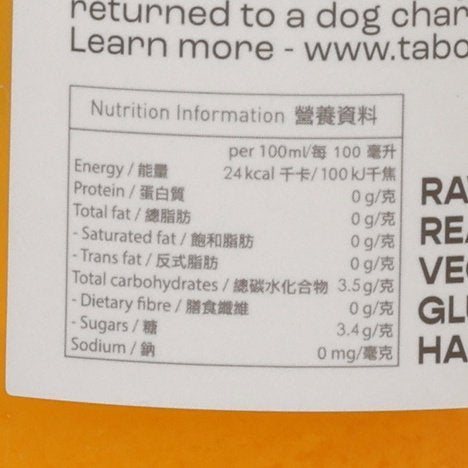 returned to a dog char
Learn more - www.tabo
Nutrition Information 營養資料
per 100ml/每 100 毫升
Energy / 能量 24 kcal 千卡/ 100 kJ千焦
Protein / 蛋白質 0 g/克
Total fat / 總脂肪 0 g/克
- Saturated fat / 飽和脂肪 0 g/克
- Trans fat / 反式脂肪 0 g/克
Total carbohydrates / 總碳水化合物 3.5 g/克
- Dietary fibre / 膳食纖維 0 g/克
- Sugars / 糖 3.4 g/克
Sodium / 鈉 0 mg/毫克
RA
REA
VE
GL
HA